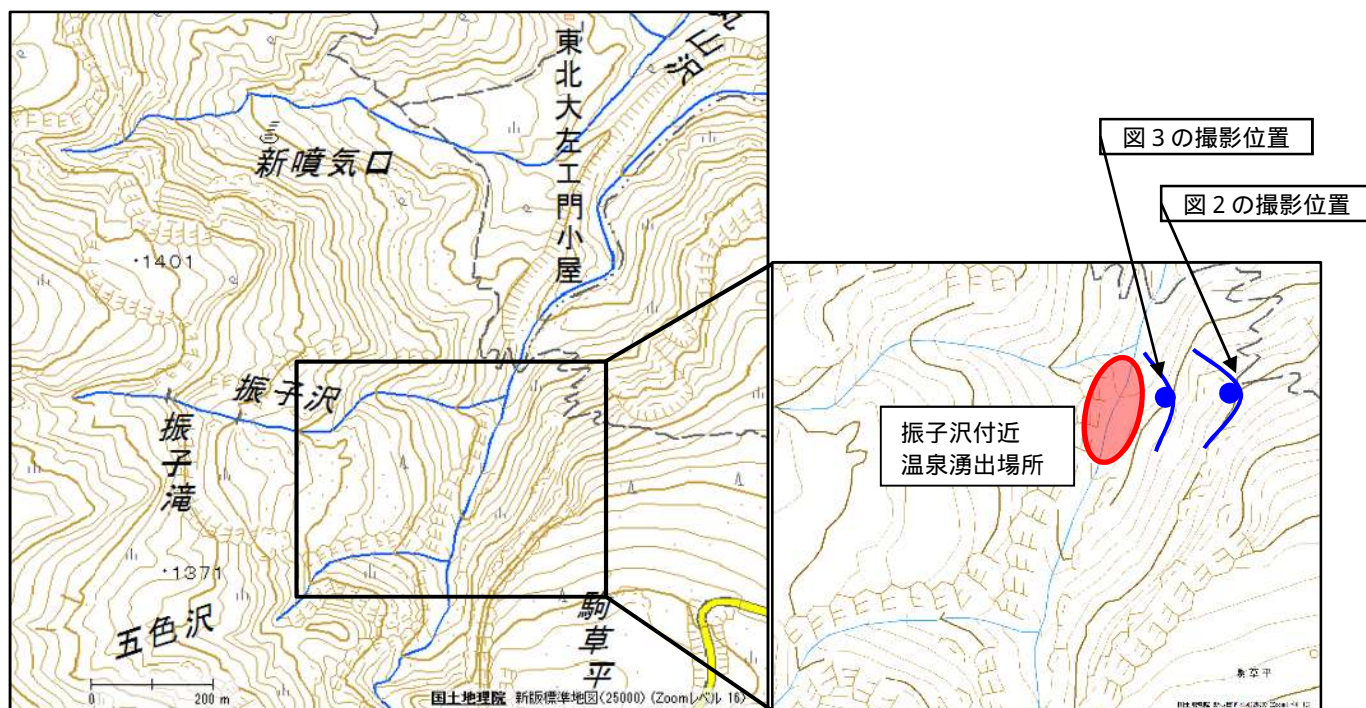 東北大左エ門小屋
丸山沢
新噴気口
・1401
振子沢
振子滝
・1371
五色沢
駒草平
0 200 m
国土地理院 新版標準地図(25000) (Zoomレベル 16)
図3の撮影位置
図2の撮影位置
振子沢付近
温泉湧出場所
駒草平